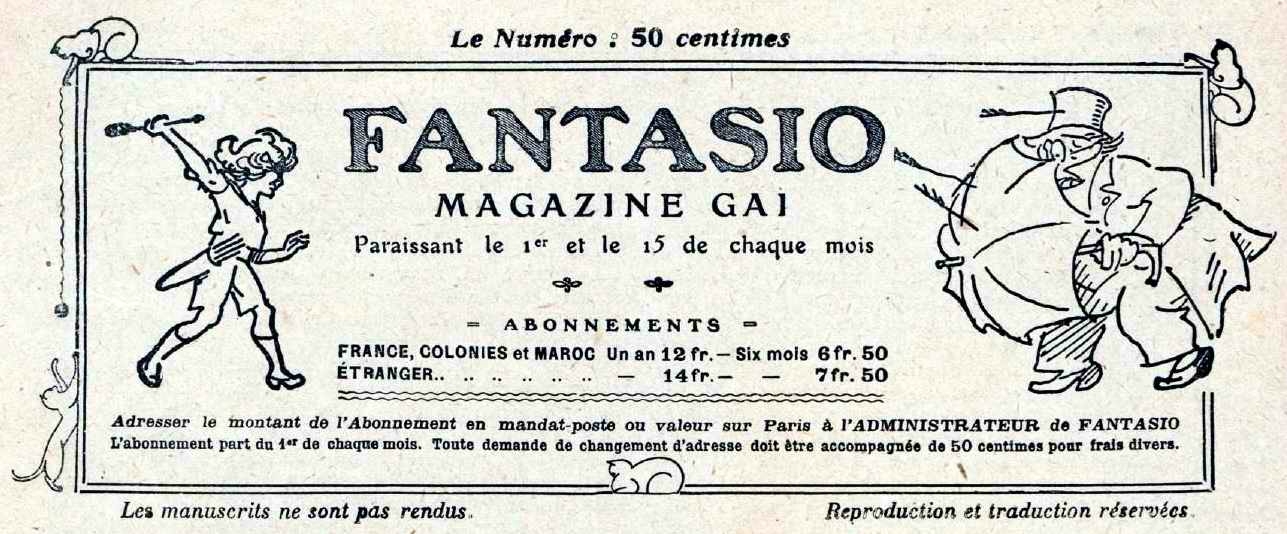 Le Numéro : 50 centimes
FANTASIO
MAGAZINE GAI
Paraissant le 1er et le 15 de chaque mois
= ABONNEMENTS =
FRANCE, COLONIES et MAROC Un an 12 fr. — Six mois 6 fr. 50
ÉTRANGER.. .. .. .. .. .. — 14 fr. — — 7 fr. 50
Adresser le montant de l'Abonnement en mandat-poste ou valeur sur Paris à l'ADMINISTRATEUR de FANTASIO
L'abonnement part du 1er de chaque mois. Toute demande de changement d'adresse doit être accompagnée de 50 centimes pour frais divers.
Les manuscrits ne sont pas rendus.
Reproduction et traduction réservées.